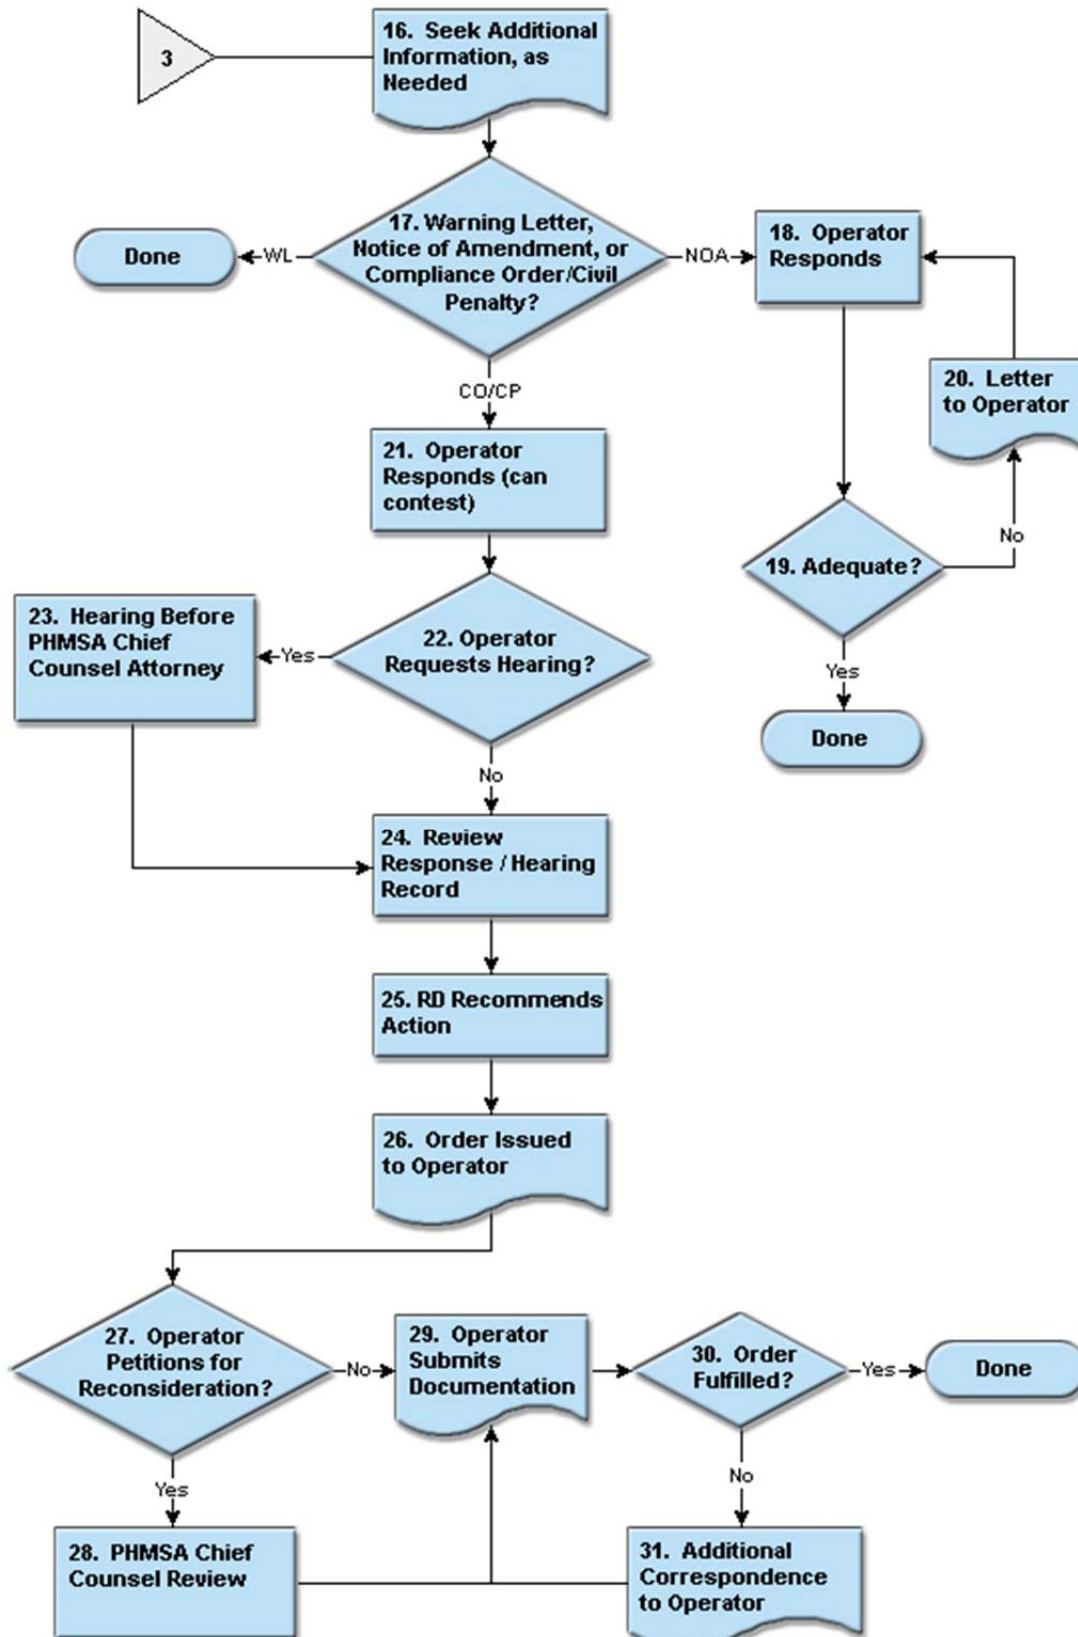 3
16. Seek Additional
Information, as
Needed
17. Warning Letter,
Notice of Amendment, or
Compliance Order/Civil
Penalty?
WL
Done
NOA
18. Operator
Responds
20. Letter
to Operator
No
19. Adequate?
Yes
Done
CO/CP
21. Operator
Responds (can
contest)
22. Operator
Requests Hearing?
Yes
23. Hearing Before
PHMSA Chief
Counsel Attorney
No
24. Review
Response / Hearing
Record
25. RD Recommends
Action
26. Order Issued
to Operator
27. Operator
Petitions for
Reconsideration?
No
29. Operator
Submits
Documentation
30. Order
Fulfilled?
Yes
Done
Yes
No
28. PHMSA Chief
Counsel Review
31. Additional
Correspondence
to Operator